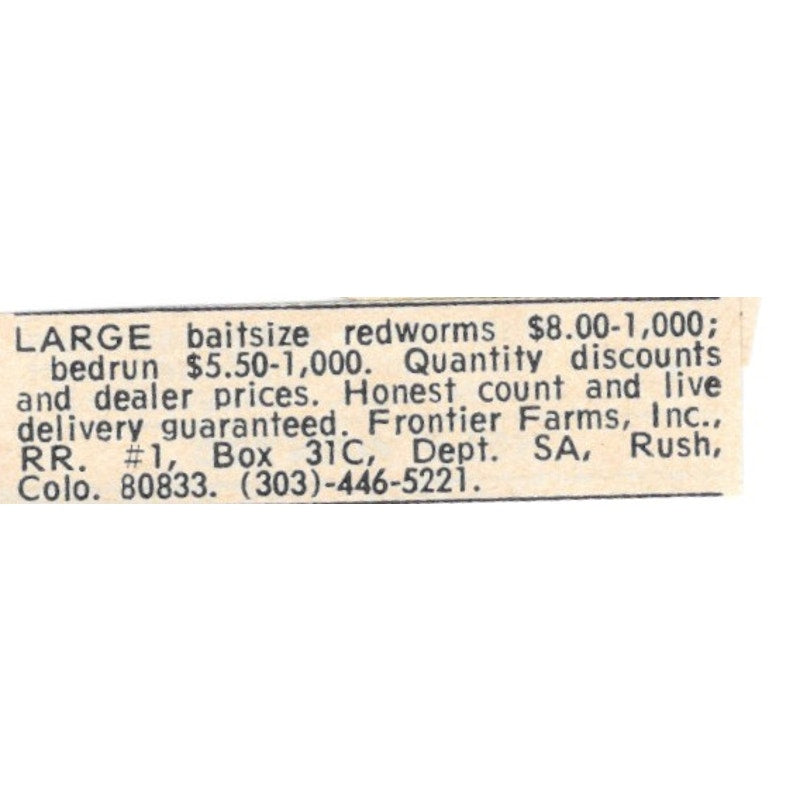 LARGE baitsize redworms $8.00-1,000;
bedrun $5.50-1,000. Quantity discounts
and dealer prices. Honest count and live
delivery guaranteed. Frontier Farms, Inc.,
RR. #1, Box 31C, Dept. SA, Rush,
Colo. 80833. (303)-446-5221.